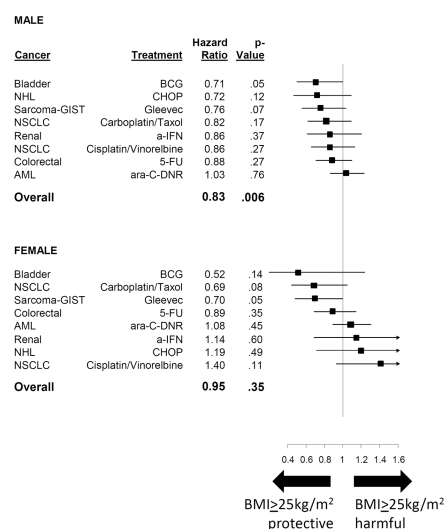 MALE
Hazard p-
Cancer Treatment Ratio Value
Bladder BCG 0.71 .05
NHL CHOP 0.72 .12
Sarcoma-GIST Gleevec 0.76 .07
NSCLC Carboplatin/Taxol 0.82 .17
Renal a-IFN 0.86 .37
NSCLC Cisplatin/Vinorelbine 0.86 .27
Colorectal 5-FU 0.88 .27
AML ara-C-DNR 1.03 .76
Overall 0.83 .006
FEMALE
Bladder BCG 0.52 .14
NSCLC Carboplatin/Taxol 0.69 .08
Sarcoma-GIST Gleevec 0.70 .05
Colorectal 5-FU 0.89 .35
AML ara-C-DNR 1.08 .45
Renal a-IFN 1.14 .60
NHL CHOP 1.19 .49
NSCLC Cisplatin/Vinorelbine 1.40 .11
Overall 0.95 .35
0.4 0.6 0.8 1 1.2 1.4 1.6
BMI≥25kg/m² BMI≥25kg/m²
protective harmful